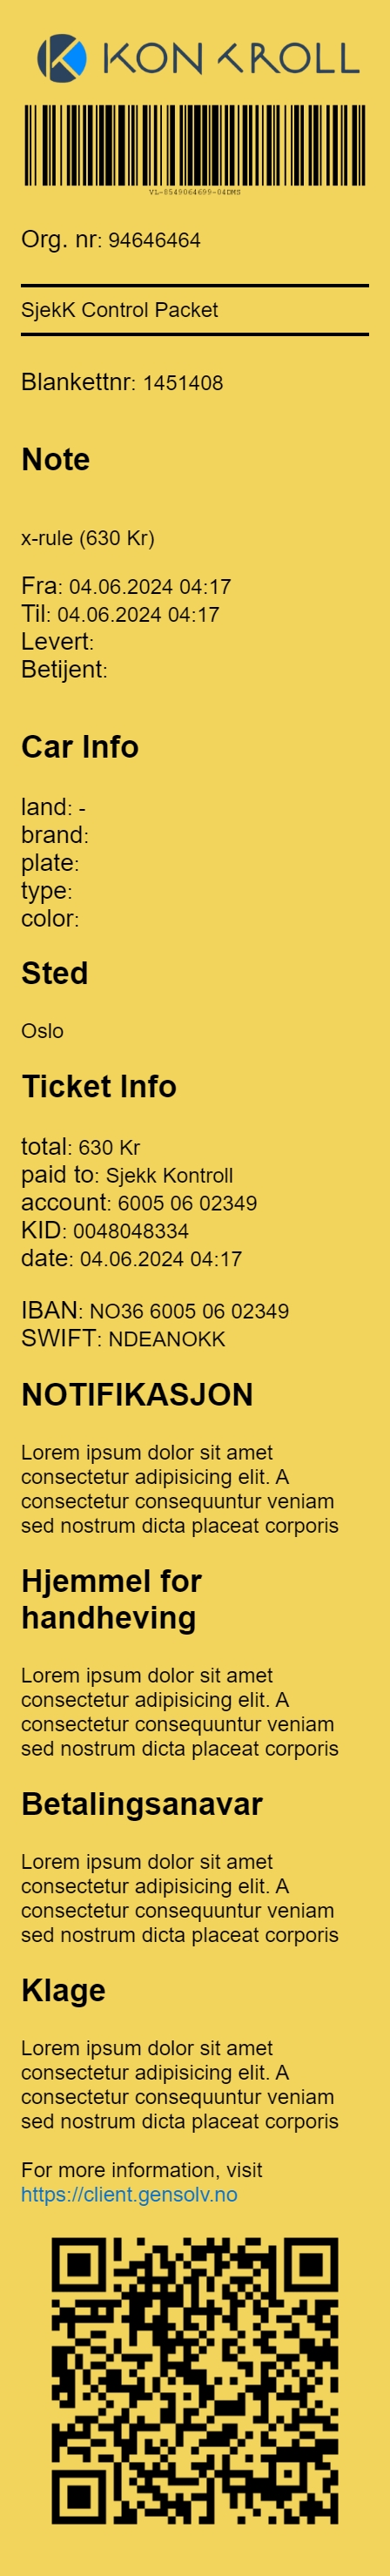 KONTROLL
VL-0549064699-04DMS
Org. nr: 94646464
SjekK Control Packet
Blankettnr: 1451408
Note
x-rule (630 Kr)
Fra: 04.06.2024 04:17
Til: 04.06.2024 04:17
Levert:
Betijent:
Car Info
land: -
brand:
plate:
type:
color:
Sted
Oslo
Ticket Info
total: 630 Kr
paid to: Sjekk Kontroll
account: 6005 06 02349
KID: 0048048334
date: 04.06.2024 04:17
IBAN: NO36 6005 06 02349
SWIFT: NDEANOKK
NOTIFIKASJON
Lorem ipsum dolor sit amet
consectetur adipisicing elit. A
consectetur consequuntur veniam
sed nostrum dicta placeat corporis
Hjemmel for
handheving
Lorem ipsum dolor sit amet
consectetur adipisicing elit. A
consectetur consequuntur veniam
sed nostrum dicta placeat corporis
Betalingsanavar
Lorem ipsum dolor sit amet
consectetur adipisicing elit. A
consectetur consequuntur veniam
sed nostrum dicta placeat corporis
Klage
Lorem ipsum dolor sit amet
consectetur adipisicing elit. A
consectetur consequuntur veniam
sed nostrum dicta placeat corporis
For more information, visit
https://client.gensolv.no